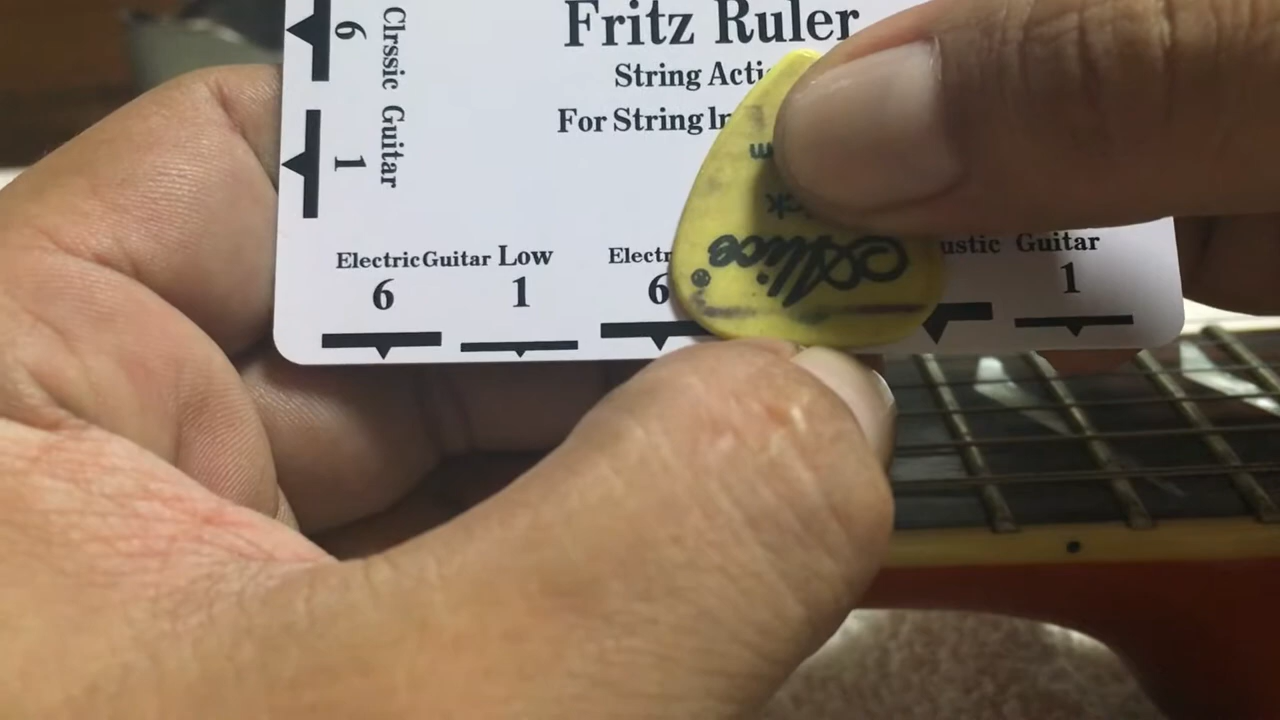 Fritz Ruler
String Acti
For String In
Clrssic Guitar
6
1
Electric Guitar Low
6 1
Electr
6
ustic Guitar
1
Alice